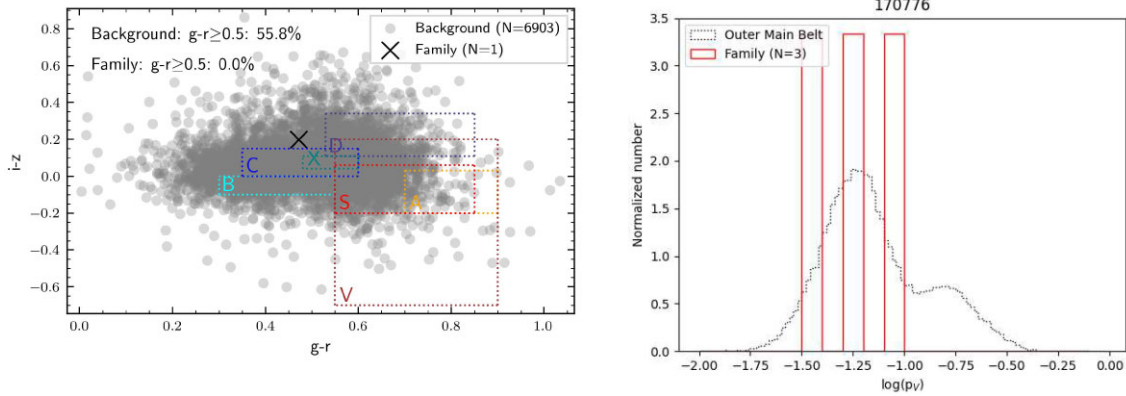 Background: g-r≥0.5: 55.8%
Family: g-r≥0.5: 0.0%
Background (N=6903)
Family (N=1)
0.8
0.6
0.4
0.2
0.0
−0.2
−0.4
−0.6
i-z
D
X
C
B
S
A
V
0.0 0.2 0.4 0.6 0.8 1.0
g-r
170776
Outer Main Belt
Family (N=3)
3.5
3.0
2.5
2.0
1.5
1.0
0.5
0.0
Normalized number
−2.00 −1.75 −1.50 −1.25 −1.00 −0.75 −0.50 −0.25 0.00
log(pV)